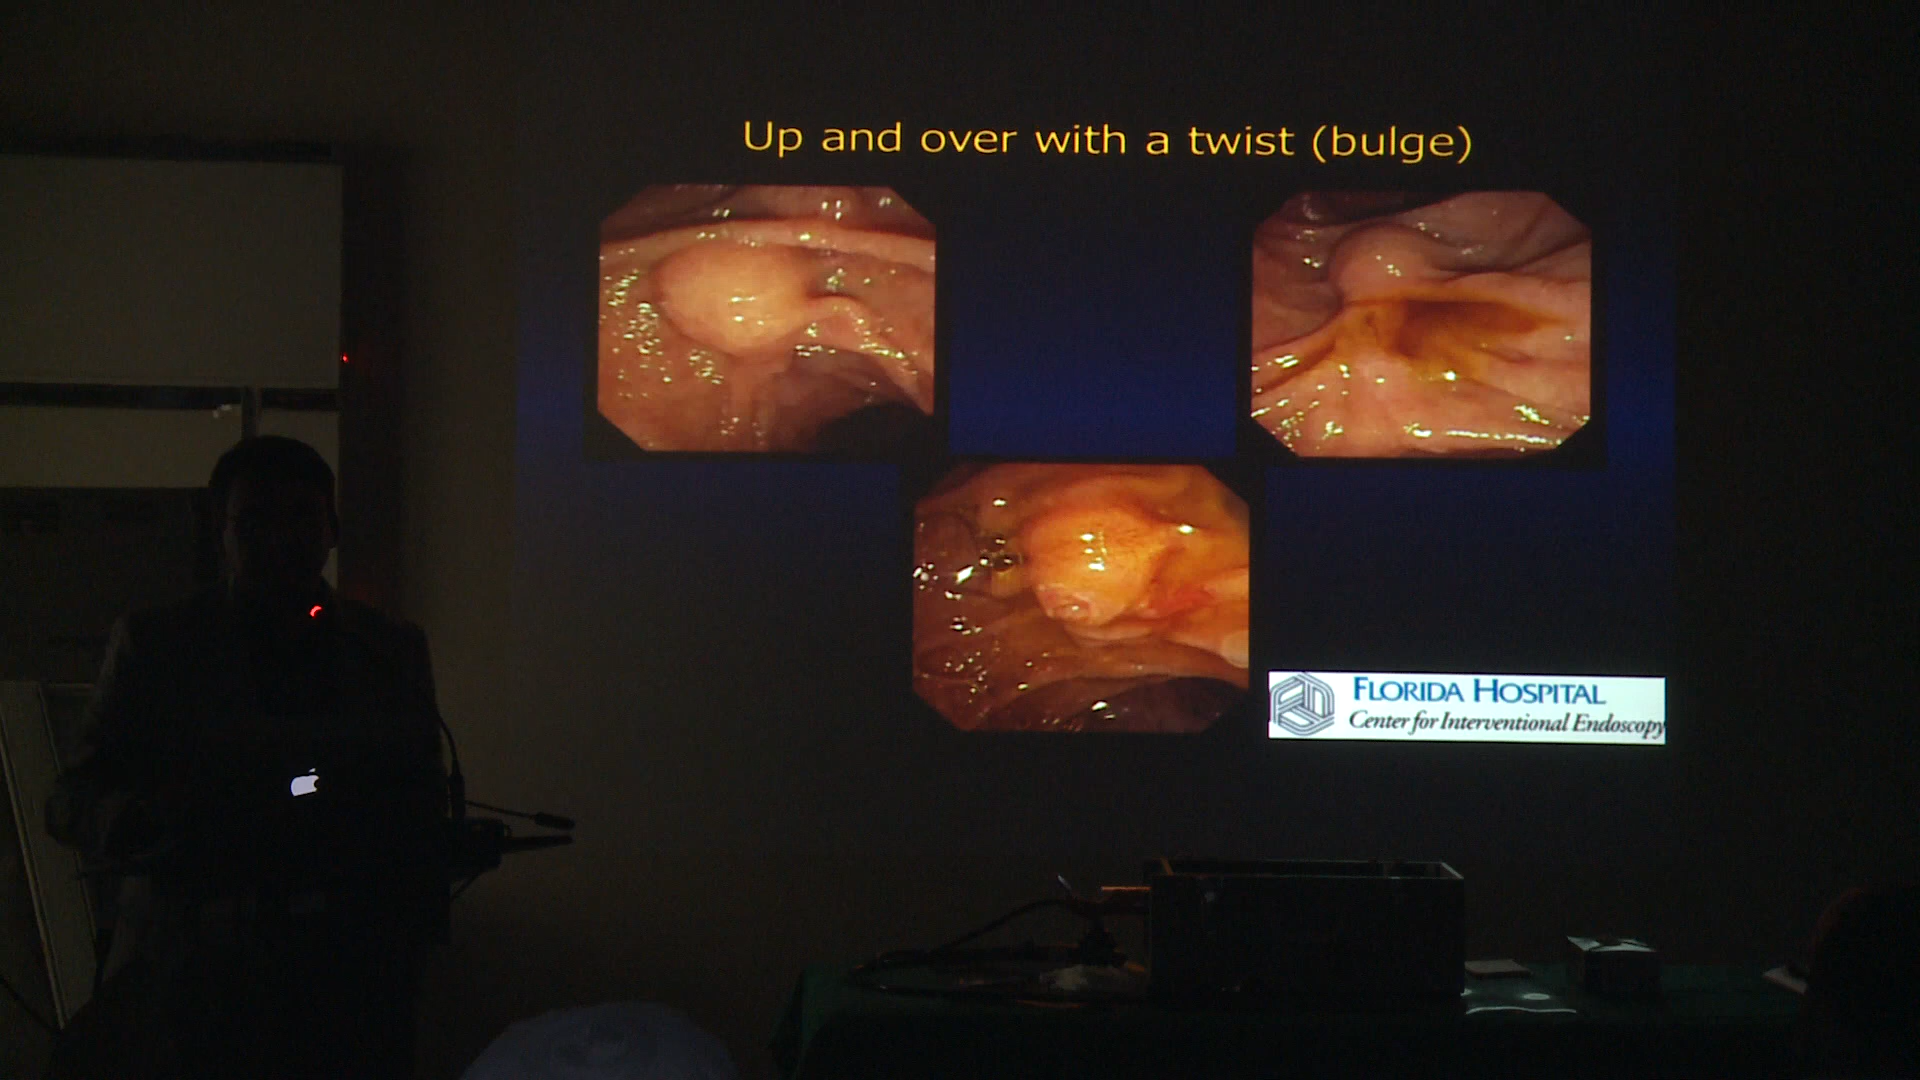 Up and over with a twist (bulge)
FLORIDA HOSPITAL
Center for Interventional Endoscopy